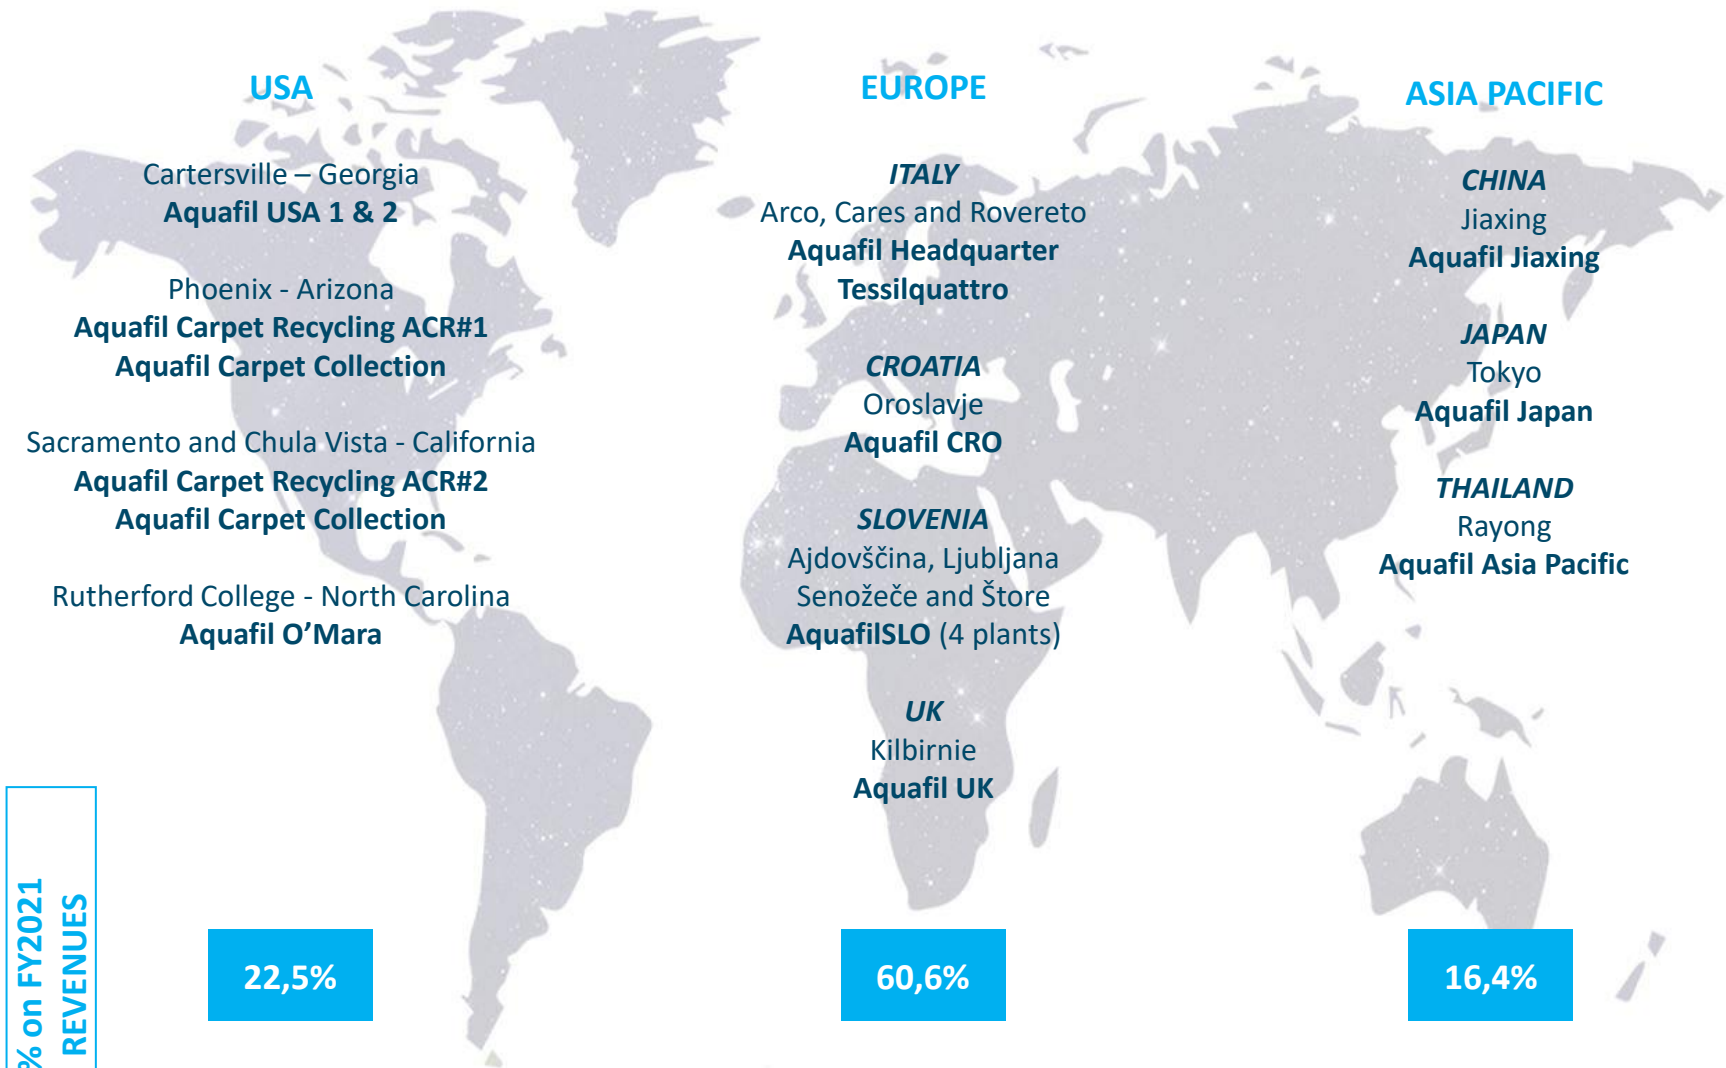 USA
Cartersville – Georgia
Aquafil USA 1 & 2
Phoenix - Arizona
Aquafil Carpet Recycling ACR#1
Aquafil Carpet Collection
Sacramento and Chula Vista - California
Aquafil Carpet Recycling ACR#2
Aquafil Carpet Collection
Rutherford College - North Carolina
Aquafil O’Mara
EUROPE
ITALY
Arco, Cares and Rovereto
Aquafil Headquarter
Tessilquattro
CROATIA
Oroslavje
Aquafil CRO
SLOVENIA
Ajdovščina, Ljubljana
Senožeče and Štore
AquafilSLO (4 plants)
UK
Kilbirnie
Aquafil UK
ASIA PACIFIC
CHINA
Jiaxing
Aquafil Jiaxing
JAPAN
Tokyo
Aquafil Japan
THAILAND
Rayong
Aquafil Asia Pacific
% on FY2021
REVENUES
22,5%
60,6%
16,4%